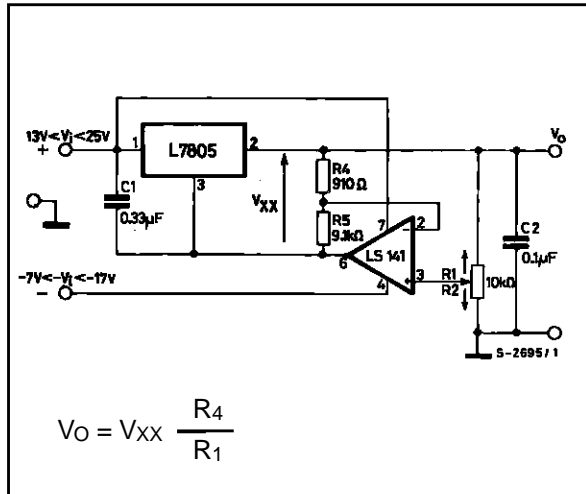 13V<Vi<25V
+
1
L7805
2
3
VO
C1
0.33µF
VXX
R4
910Ω
R5
9.1kΩ
7
2
-
LS 141
6
4
+
3
R1
R2
10kΩ
C2
0.1µF
-7V<-Vi<-17V
-
S-2695/1
VO = VXX R4
R1